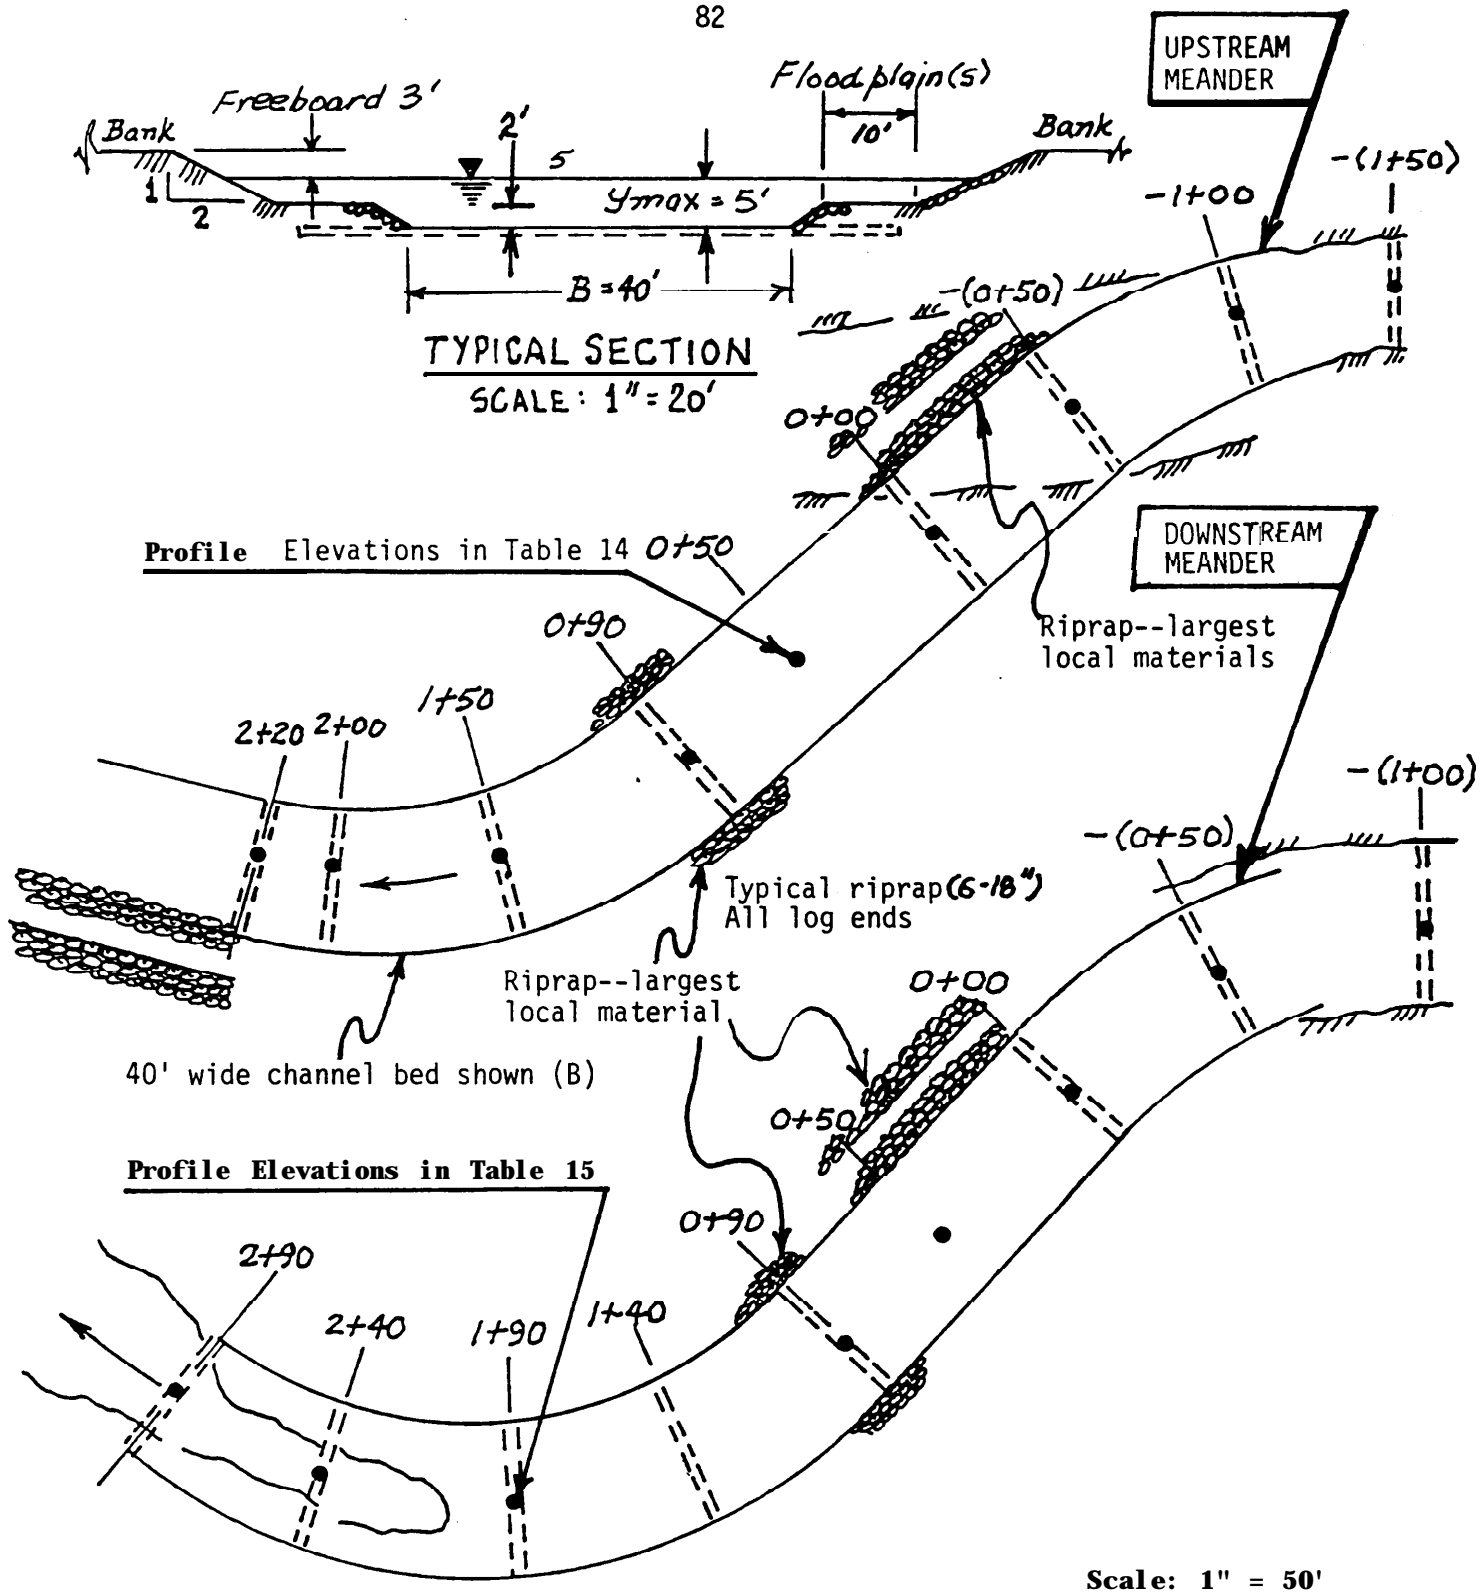 82
UPSTREAM
MEANDER
Freeboard 3'
Floodplain(s)
Bank
2'
10'
Bank
5
-(1+50)
1
2
ymax = 5'
-1+00
B = 40'
-(0+50)
TYPICAL SECTION
SCALE: 1" = 20'
0+00
DOWNSTREAM
MEANDER
Profile Elevations in Table 14
0+50
0+90
Riprap--largest
local materials
1+50
2+00
2+20
-(1+00)
-(0+50)
Typical riprap (6-18")
All log ends
Riprap--largest
local material
0+00
40' wide channel bed shown (B)
0+50
Profile Elevations in Table 15
0+90
2+90
2+40
1+90
1+40
Scale: 1" = 50'